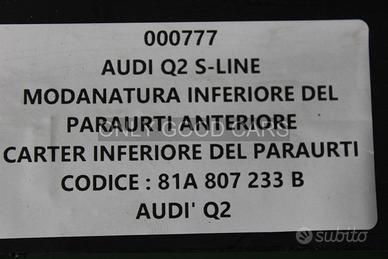 000777
AUDI Q2 S-LINE
MODANATURA INFERIORE DEL
PARAURTI ANTERIORE
ONLY GOOD CARS
CARTER INFERIORE DEL PARAURTI
CODICE : 81A 807 233 B
AUDI' Q2
subito